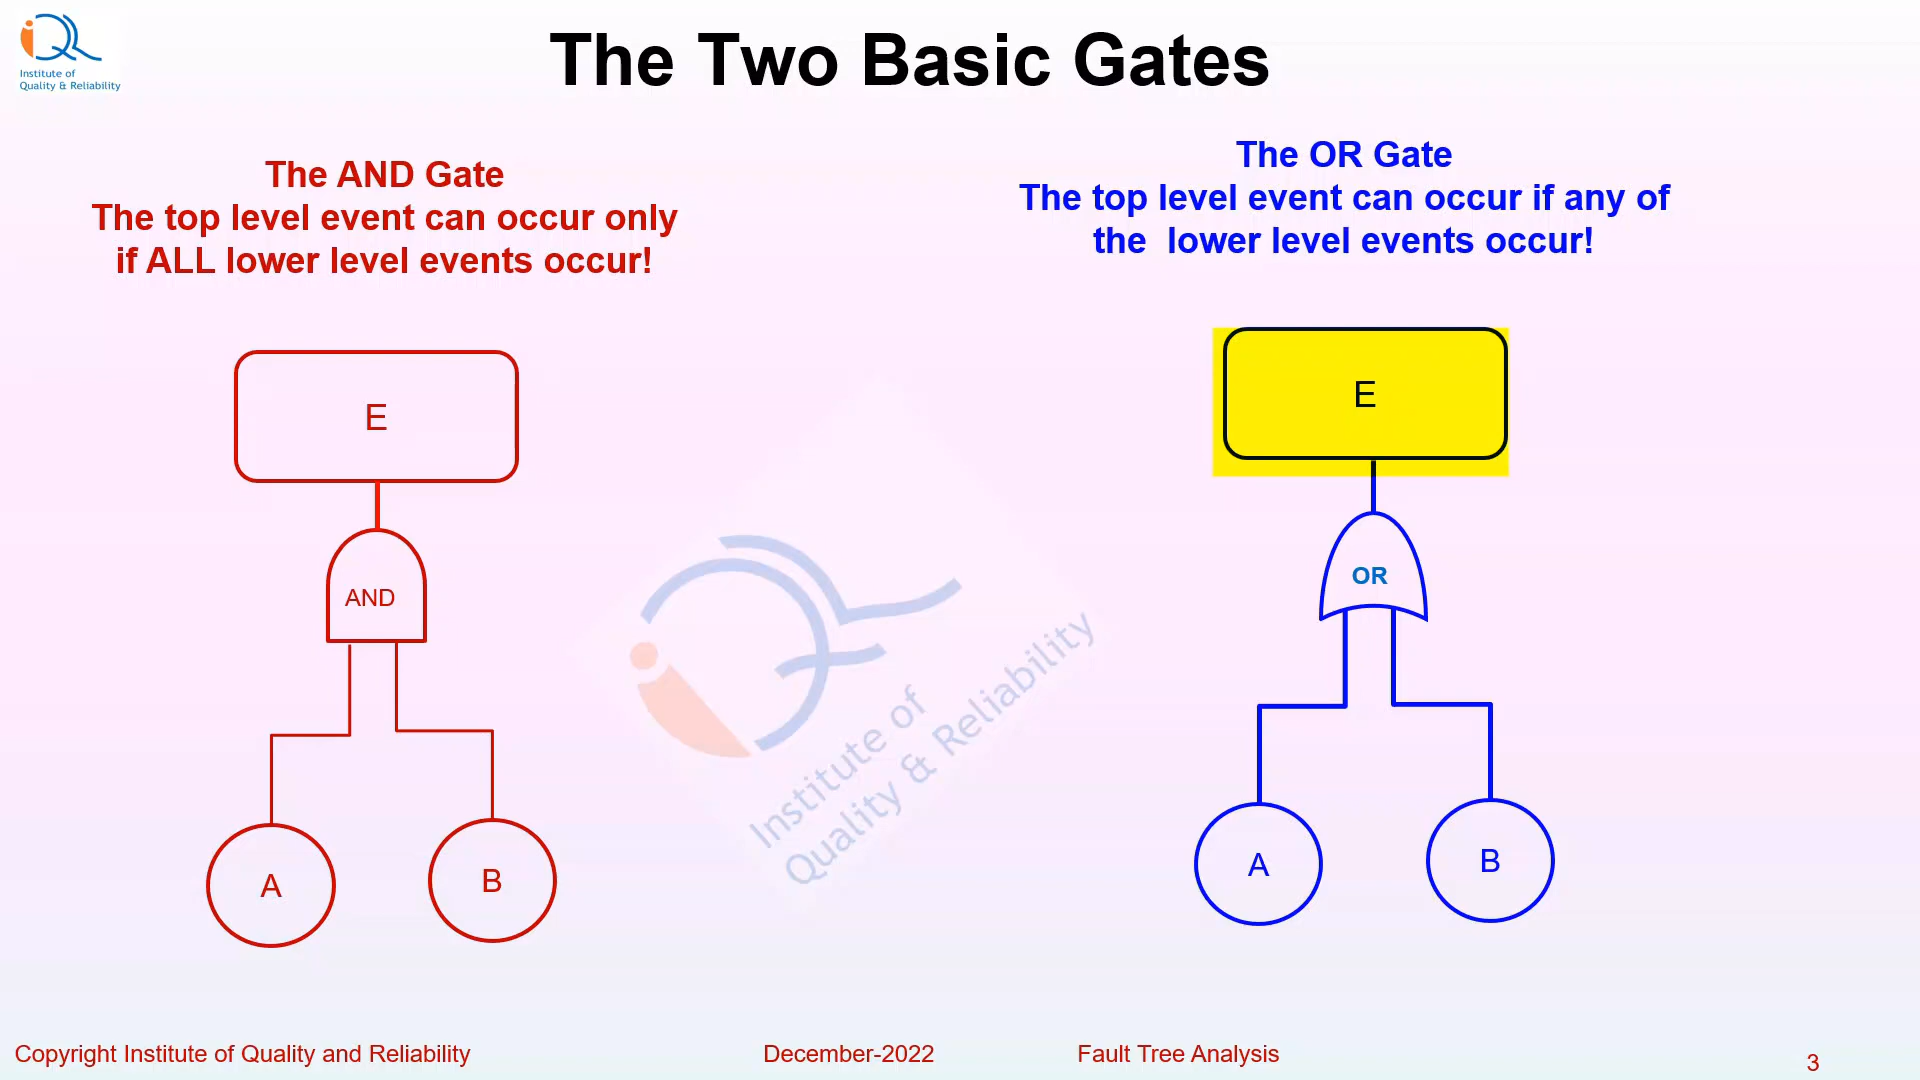 Institute of
Quality & Reliability
The Two Basic Gates
The AND Gate
The top level event can occur only
if ALL lower level events occur!
E
AND
A
B
The OR Gate
The top level event can occur if any of
the  lower level events occur!
E
OR
A
B
Institute of
Quality & Reliability
Copyright Institute of Quality and Reliability
December-2022
Fault Tree Analysis
3